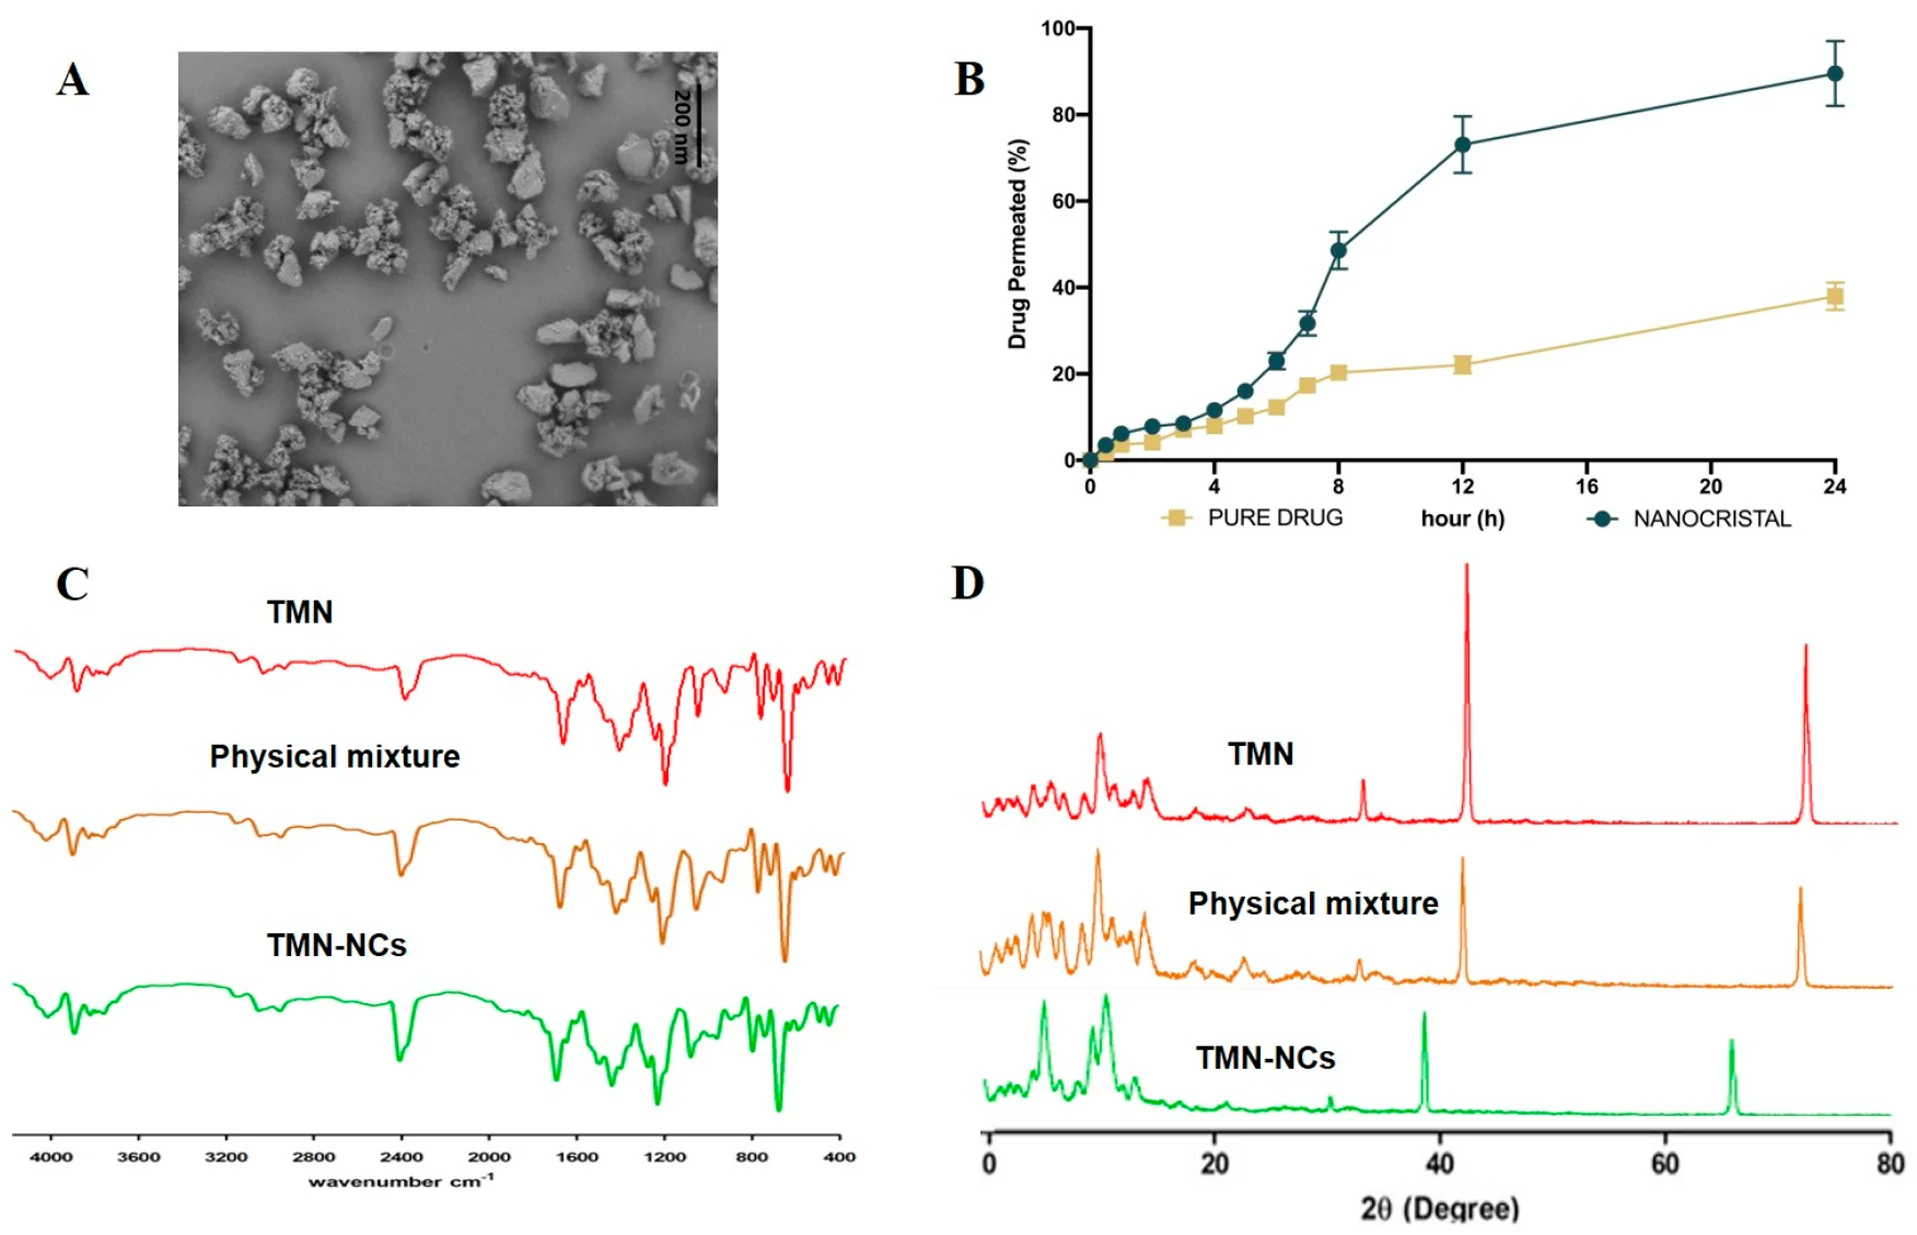 A
200 nm
B
Drug Permeated (%)
100
80
60
40
20
0
0 4 8 12 16 20 24
PURE DRUG hour (h) NANOCRISTAL
C
TMN
Physical mixture
TMN-NCs
4000 3600 3200 2800 2400 2000 1600 1200 800 400
wavenumber cm-1
D
TMN
Physical mixture
TMN-NCs
0 20 40 60 80
2θ (Degree)